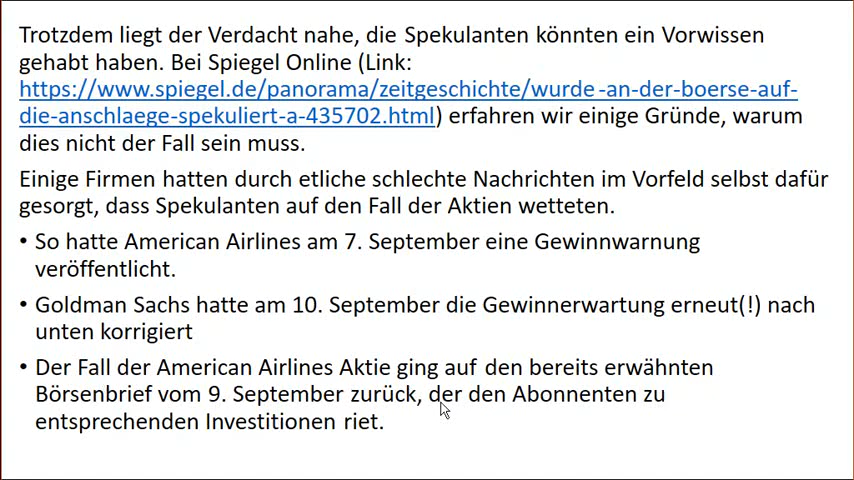 Trotzdem liegt der Verdacht nahe, die Spekulanten könnten ein Vorwissen
gehabt haben. Bei Spiegel Online (Link:
https://www.spiegel.de/panorama/zeitgeschichte/wurde-an-der-boerse-auf-
die-anschlaege-spekuliert-a-435702.html) erfahren wir einige Gründe, warum
dies nicht der Fall sein muss.
Einige Firmen hatten durch etliche schlechte Nachrichten im Vorfeld selbst dafür
gesorgt, dass Spekulanten auf den Fall der Aktien wetteten.
• So hatte American Airlines am 7. September eine Gewinnwarnung
veröffentlicht.
• Goldman Sachs hatte am 10. September die Gewinnerwartung erneut(!) nach
unten korrigiert
• Der Fall der American Airlines Aktie ging auf den bereits erwähnten
Börsenbrief vom 9. September zurück, der den Abonnenten zu
entsprechenden Investitionen riet.